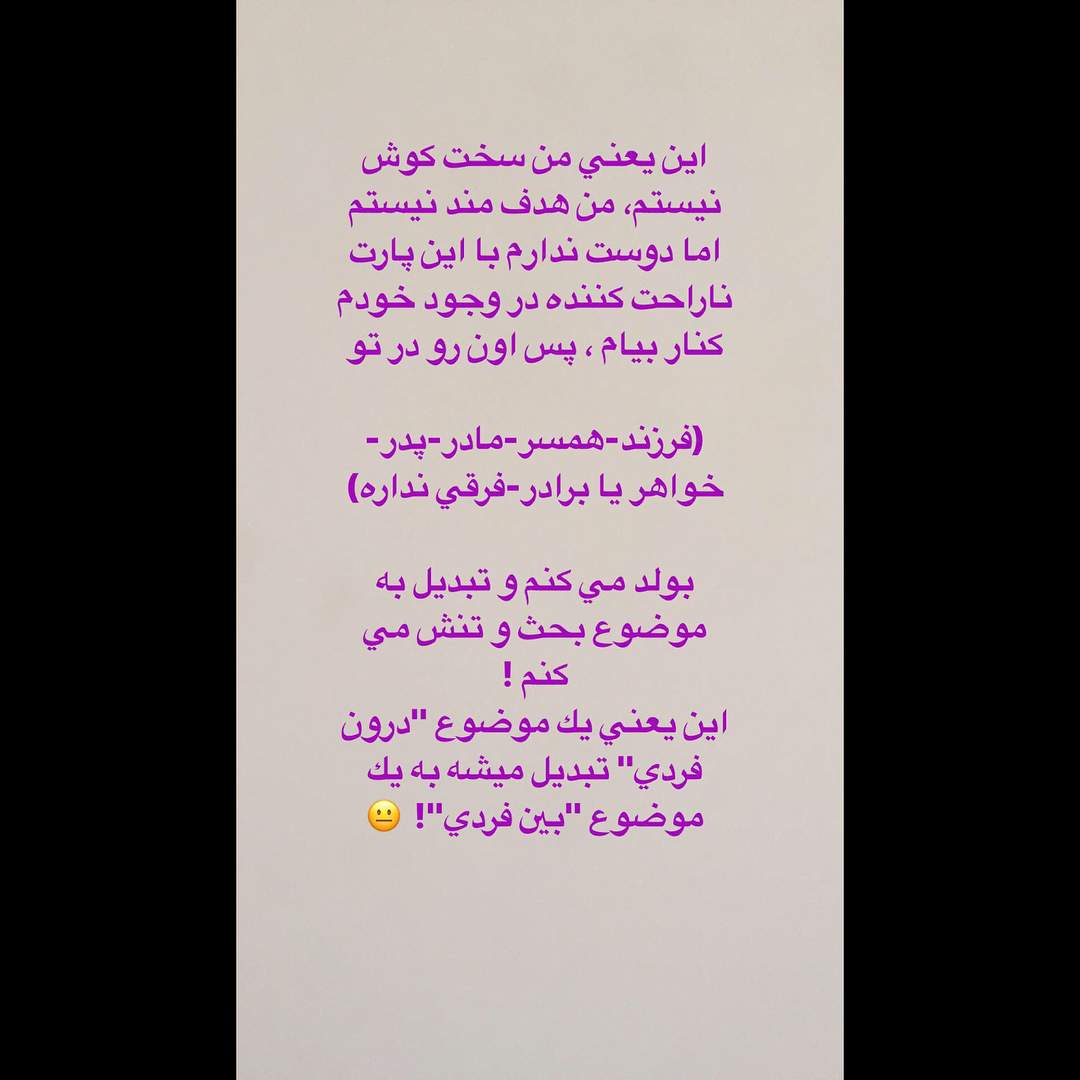 اين يعني من سخت كوش
نيستم، من هدف مند نيستم
اما دوست ندارم با اين پارت
ناراحت كننده در وجود خودم
كنار بيام ، پس اون رو در تو
(فرزند-همسر-مادر-پدر-
خواهر يا برادر-فرقي نداره)
بولد مي كنم و تبديل به
موضوع بحث و تنش مي
كنم !
اين يعني يك موضوع "درون
فردي" تبديل ميشه به يك
موضوع "بين فردي"! 😐